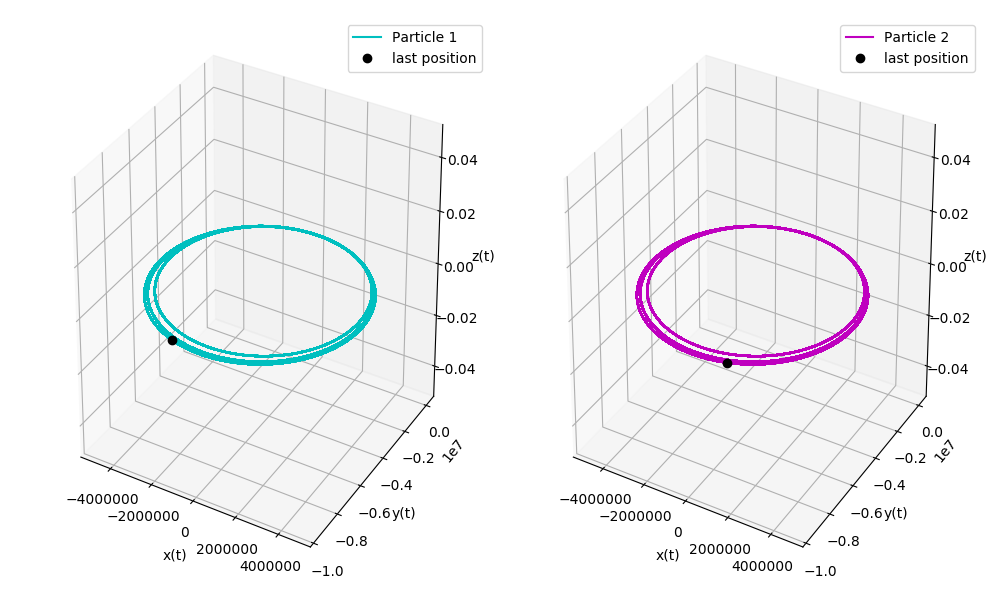 Particle 1
last position
0.04
0.02
z(t)
0.00
−0.02
−0.04
0.0
1e7
−0.2
−0.4
−0.6
y(t)
−0.8
−1.0
−4000000
−2000000
0
2000000
4000000
x(t)
Particle 2
last position
0.04
0.02
z(t)
0.00
−0.02
−0.04
0.0
1e7
−0.2
−0.4
−0.6
y(t)
−0.8
−1.0
−4000000
−2000000
0
2000000
4000000
x(t)